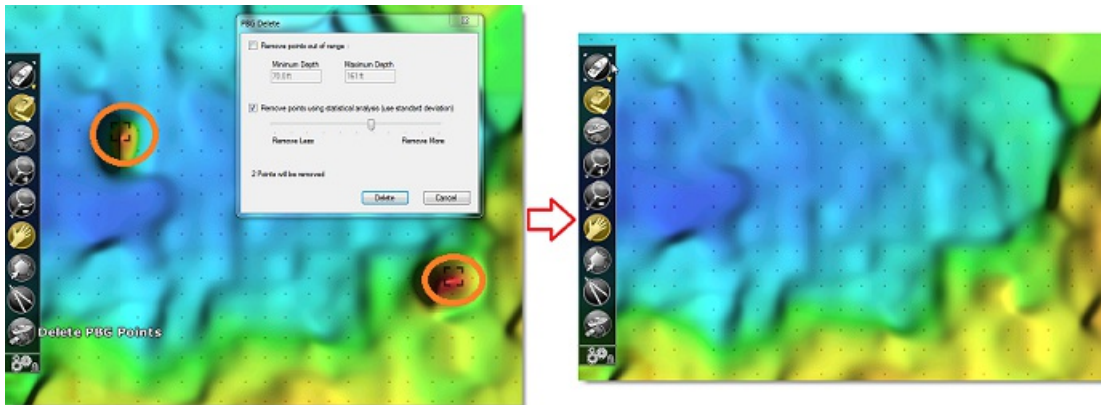 PBG Delete
Remove points out of range
Minimum Depth Maximum Depth
70.8 ft 161 ft
Remove points using statistical analysis (use standard deviation)
Remove Less Remove More
2 Points will be removed
Delete Cancel
Delete PBG Points